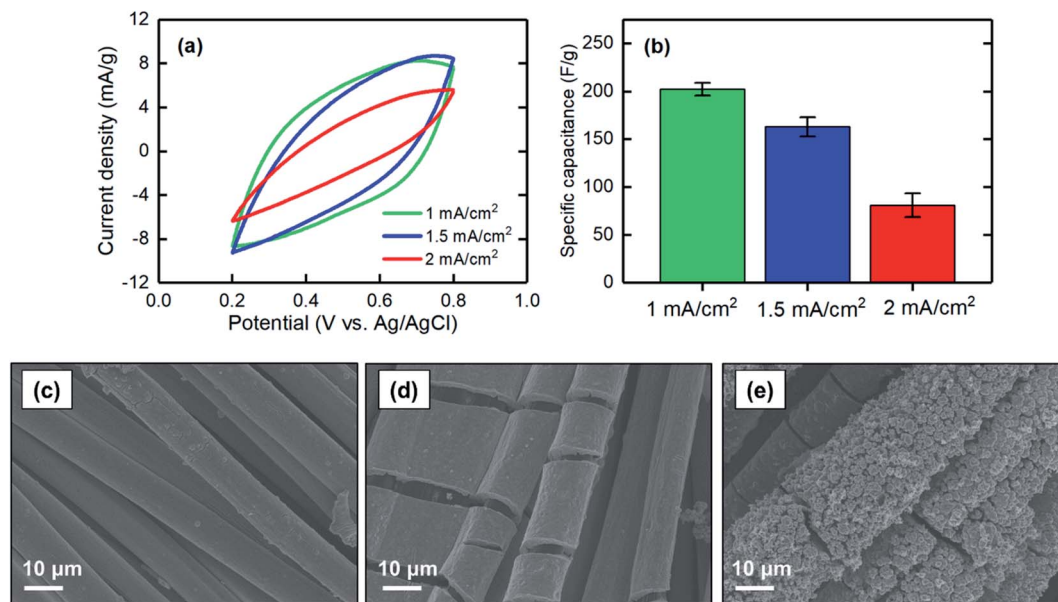 (a)
Current density (mA/g)
12
8
4
0
-4
-8
-12
0.0 0.2 0.4 0.6 0.8 1.0
Potential (V vs. Ag/AgCl)
1 mA/cm²
1.5 mA/cm²
2 mA/cm²
(b)
Specific capacitance (F/g)
250
200
150
100
50
0
1 mA/cm² 1.5 mA/cm² 2 mA/cm²
(c)
10 µm
(d)
10 µm
(e)
10 µm